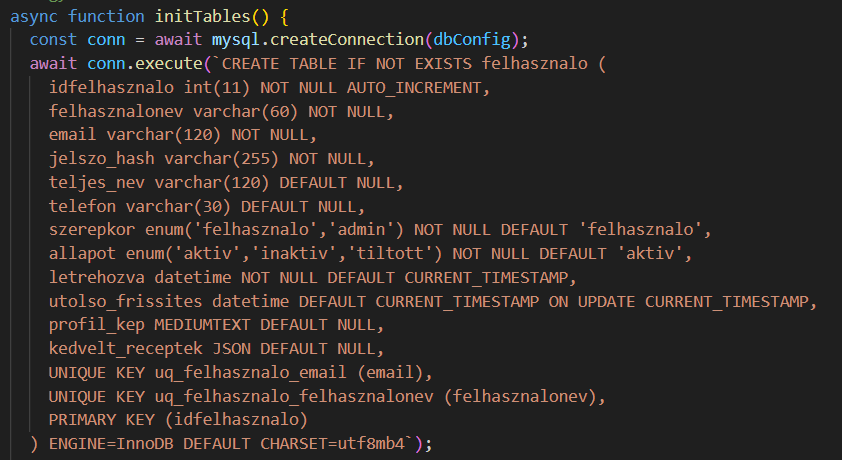 async function initTables() {
const conn = await mysql.createConnection(dbConfig);
await conn.execute(`CREATE TABLE IF NOT EXISTS felhasznalo (
idfelhasznalo int(11) NOT NULL AUTO_INCREMENT,
felhasznalonev varchar(60) NOT NULL,
email varchar(120) NOT NULL,
jelszo_hash varchar(255) NOT NULL,
teljes_nev varchar(120) DEFAULT NULL,
telefon varchar(30) DEFAULT NULL,
szerepkor enum('felhasznalo','admin') NOT NULL DEFAULT 'felhasznalo',
allapot enum('aktiv','inaktiv','tiltott') NOT NULL DEFAULT 'aktiv',
letrehozva datetime NOT NULL DEFAULT CURRENT_TIMESTAMP,
utolso_frissites datetime DEFAULT CURRENT_TIMESTAMP ON UPDATE CURRENT_TIMESTAMP,
profil_kep MEDIUMTEXT DEFAULT NULL,
kedvelt_receptek JSON DEFAULT NULL,
UNIQUE KEY uq_felhasznalo_email (email),
UNIQUE KEY uq_felhasznalo_felhasznalonev (felhasznalonev),
PRIMARY KEY (idfelhasznalo)
) ENGINE=InnoDB DEFAULT CHARSET=utf8mb4`);